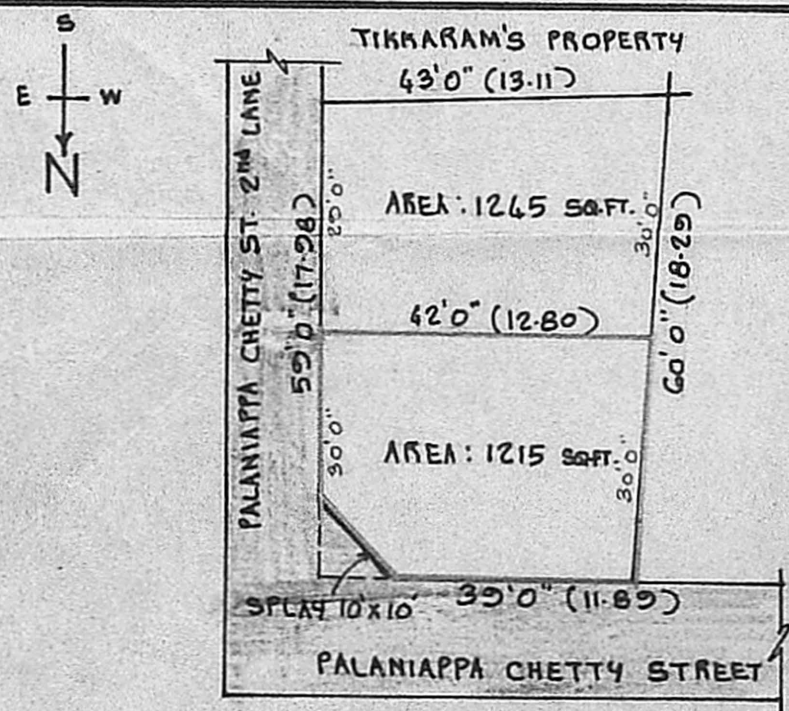 S
TIKKARAM'S PROPERTY
43'0" (13.11)
E W
N
PALANIAPPA CHETTY ST. 2nd LANE
59'0" (17.98)
29'0"
AREA : 1245 SQ.FT.
30'0"
60'0" (18.29)
42'0" (12.80)
30'0"
AREA : 1215 SQ.FT.
30'0"
SPLAY 10'x10'
39'0" (11.89)
PALANIAPPA CHETTY STREET